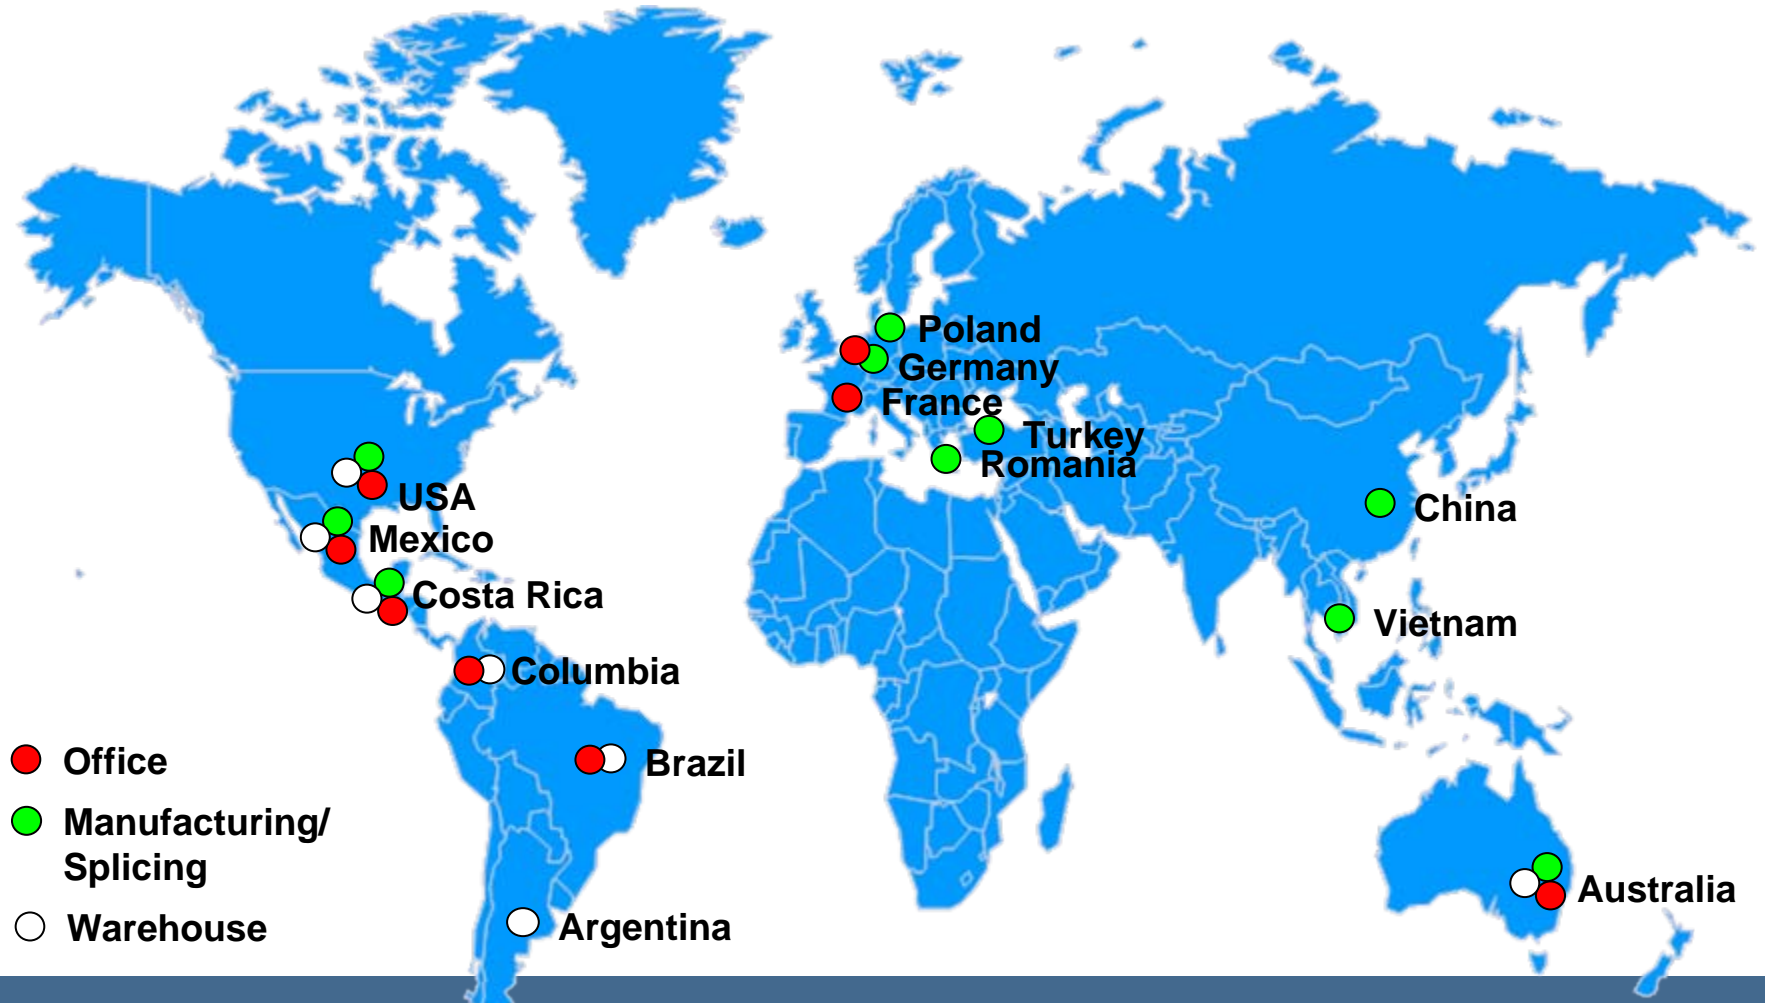 Poland
Germany
France
Turkey
Romania
USA
Mexico
China
Costa Rica
Vietnam
Columbia
Office
Brazil
Manufacturing/
Splicing
Australia
Warehouse
Argentina